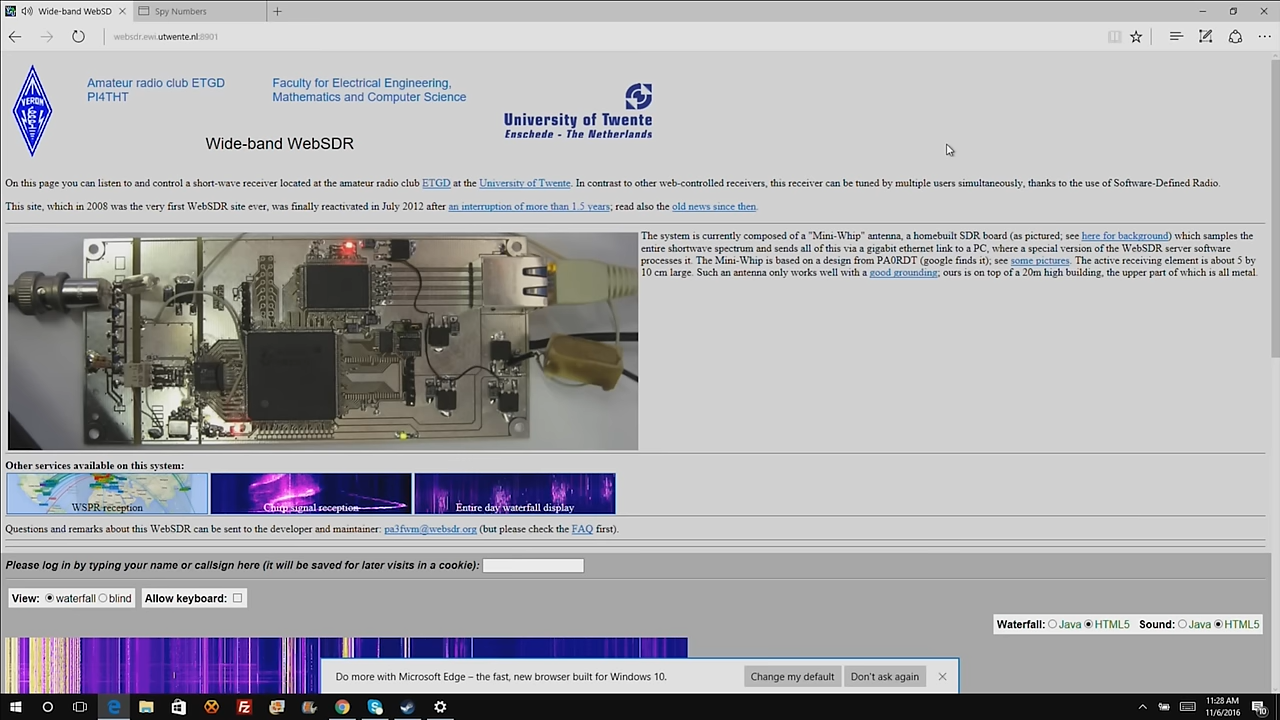 Wide-band WebSD
Spy Numbers
websdr.ewi.utwente.nl:8901
VERON
Amateur radio club ETGD
PI4THT
Faculty for Electrical Engineering,
Mathematics and Computer Science
University of Twente
Enschede - The Netherlands
Wide-band WebSDR
On this page you can listen to and control a short-wave receiver located at the amateur radio club ETGD at the University of Twente. In contrast to other web-controlled receivers, this receiver can be tuned by multiple users simultaneously, thanks to the use of Software-Defined Radio.
This site, which in 2008 was the very first WebSDR site ever, was finally reactivated in July 2012 after an interruption of more than 1.5 years; read also the old news since then.
The system is currently composed of a "Mini-Whip" antenna, a homebuilt SDR board (as pictured; see here for background) which samples the
entire shortwave spectrum and sends all of this via a gigabit ethernet link to a PC, where a special version of the WebSDR server software
processes it. The Mini-Whip is based on a design from PA0RDT (google finds it); see some pictures. The active receiving element is about 5 by
10 cm large. Such an antenna only works well with a good grounding; ours is on top of a 20m high building, the upper part of which is all metal.
Other services available on this system:
WSPR reception
Chirp signal reception
Entire day waterfall display
Questions and remarks about this WebSDR can be sent to the developer and maintainer: pa3fwm@websdr.org (but please check the FAQ first).
Please log in by typing your name or callsign here (it will be saved for later visits in a cookie):
View: waterfall blind
Allow keyboard:
Waterfall: Java HTML5 Sound: Java HTML5
Do more with Microsoft Edge – the fast, new browser built for Windows 10.
Change my default
Don't ask again
11:28 AM
11/6/2016
10